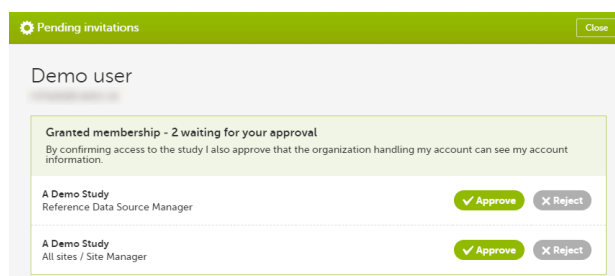 Pending invitations
Close
Demo user
Granted membership - 2 waiting for your approval
By confirming access to the study I also approve that the organization handling my account can see my account
information.
A Demo Study
Reference Data Source Manager
Approve
Reject
A Demo Study
All sites / Site Manager
Approve
Reject